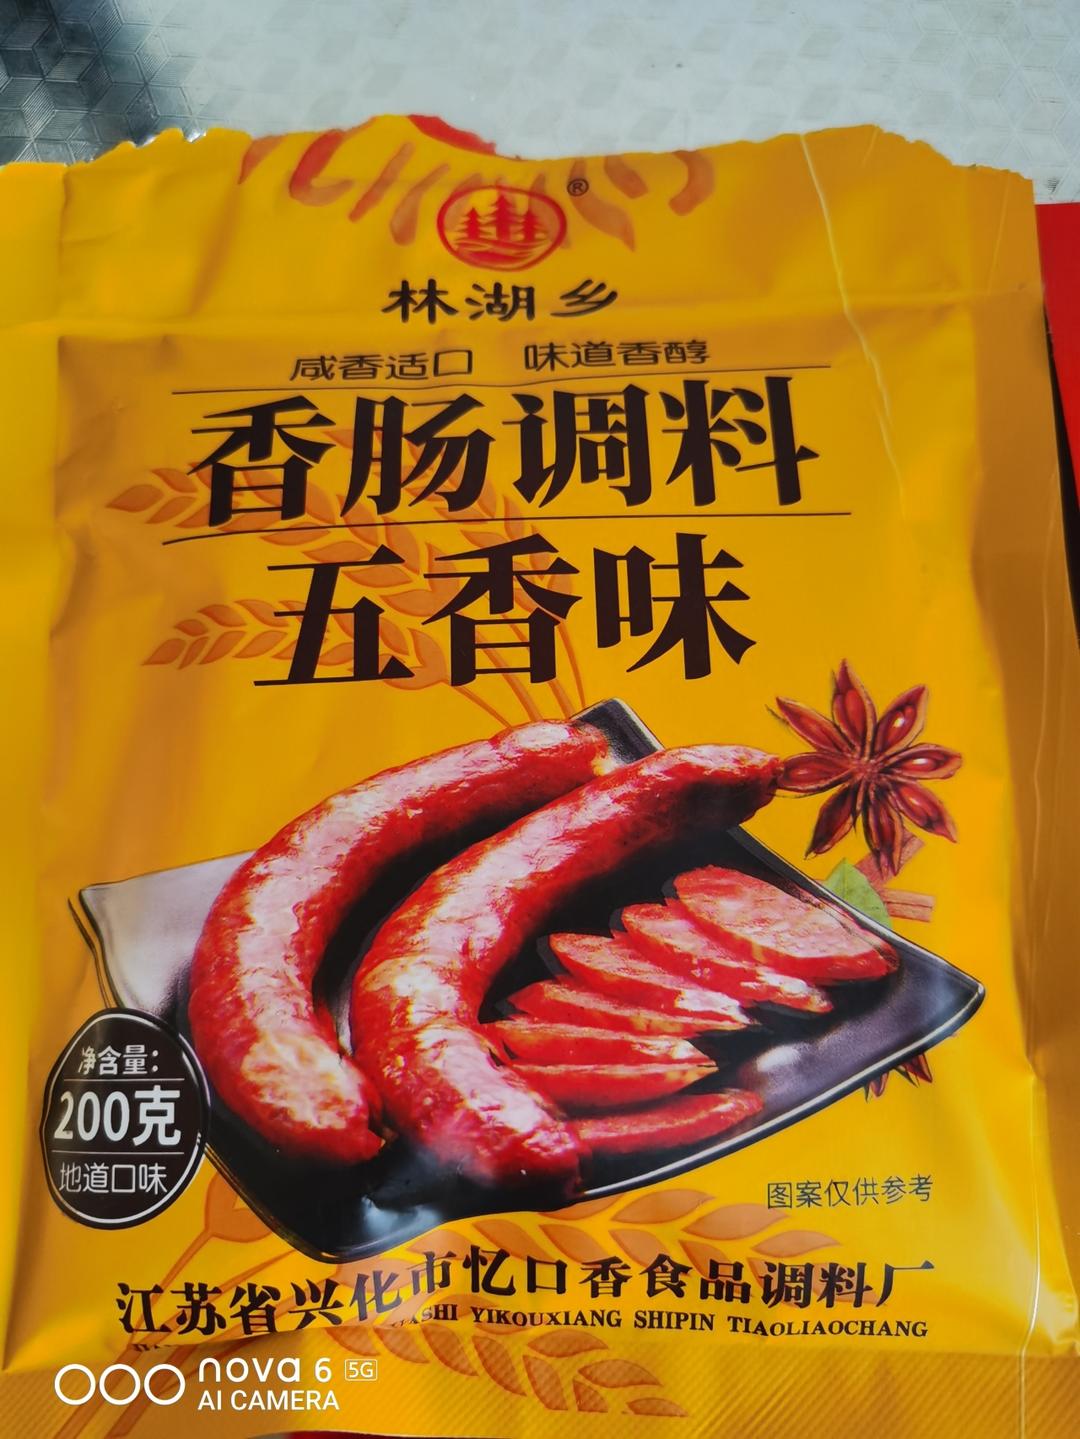 ®
林湖乡
咸香适口 味道香醇
香肠调料
五香味
净含量：
200克
地道口味
图案仅供参考
江苏省兴化市忆口香食品调料厂
YIKOUXIANG SHIPIN TIAOLIAOCHANG
nova 6 5G
AI CAMERA